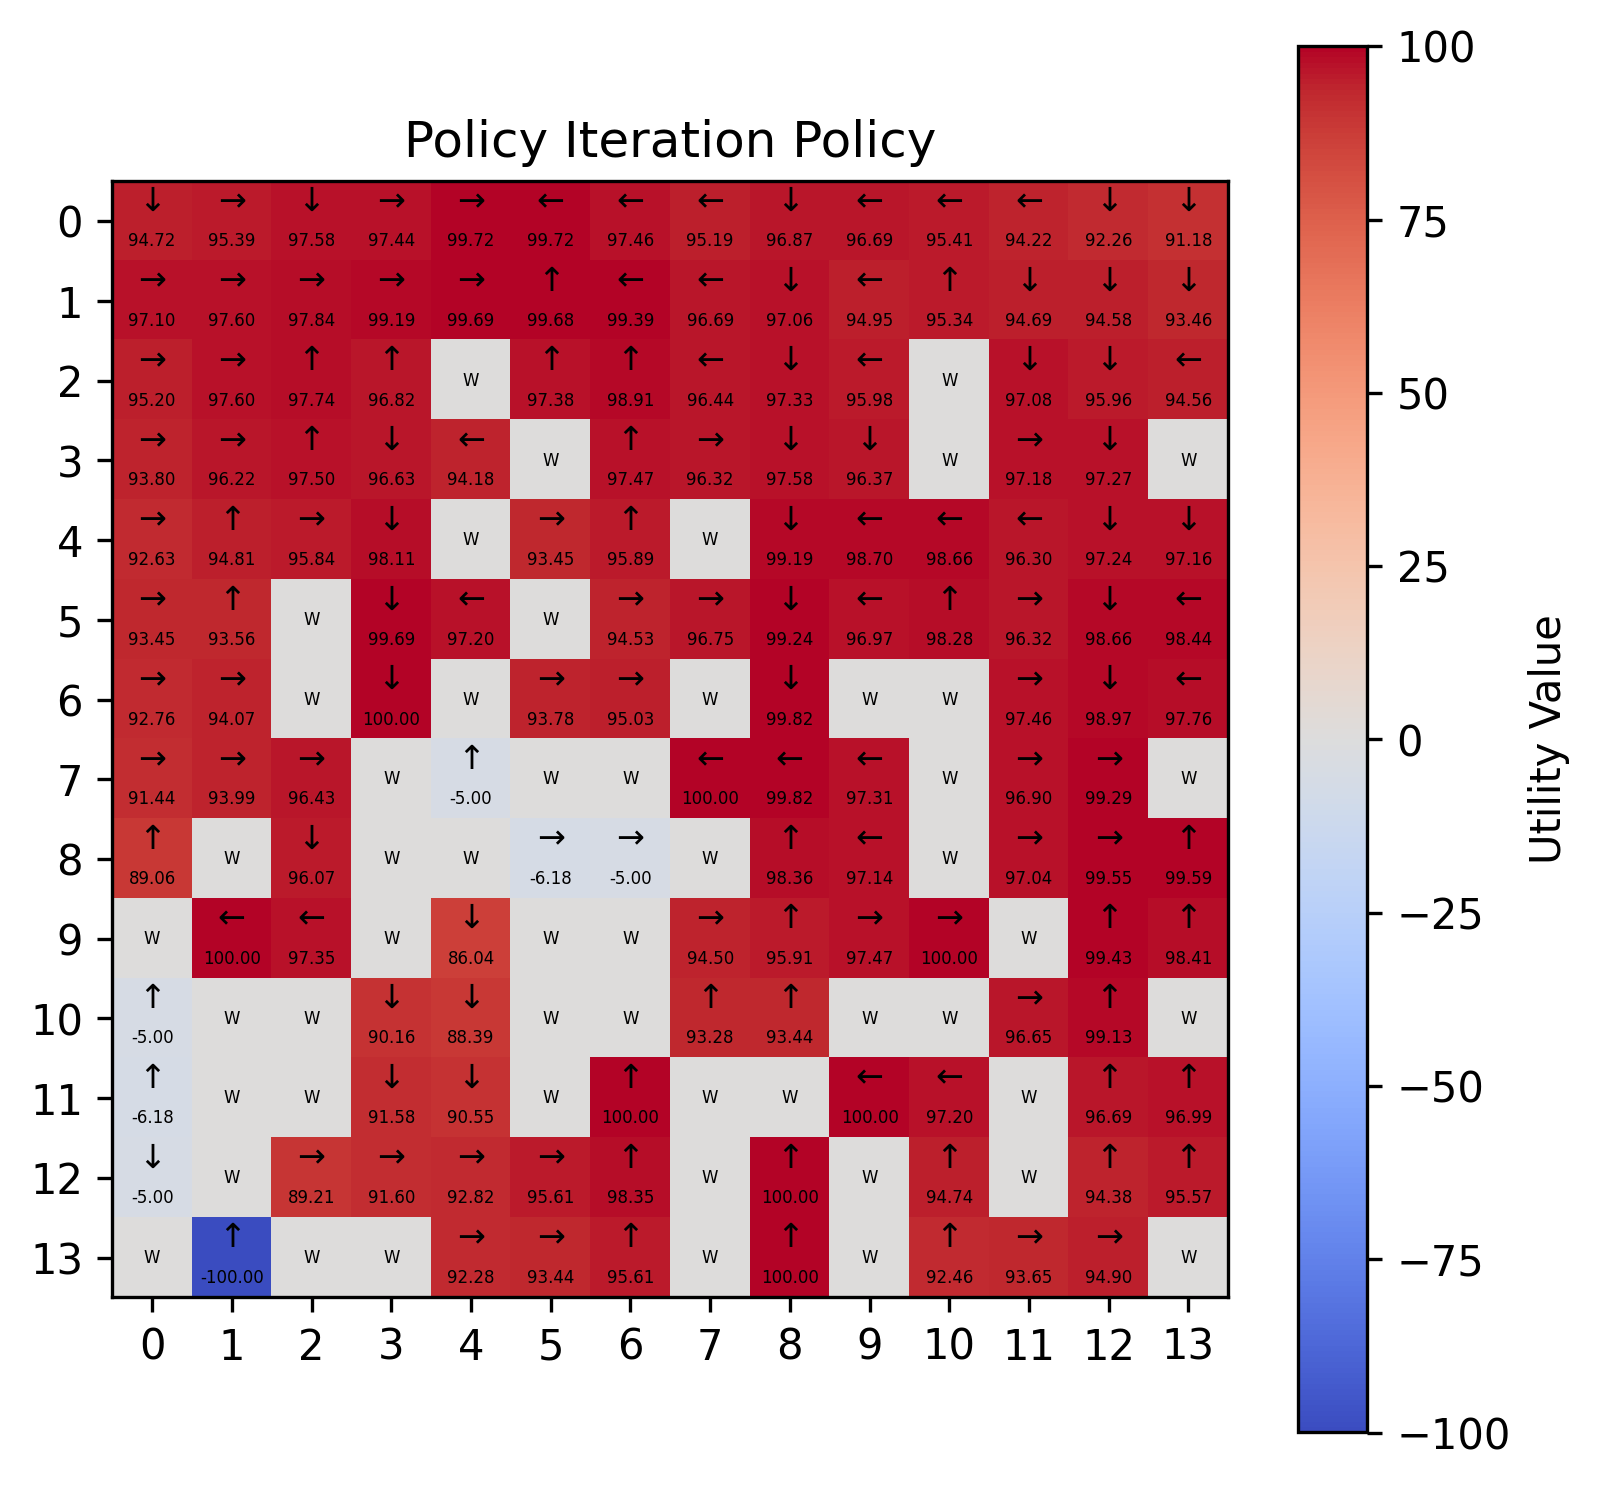 Policy Iteration Policy
↓ → ↓ → → ← ← ← ↓ ← ← ← ↓ ↓
0 94.72 95.39 97.58 97.44 99.72 99.72 97.46 95.19 96.87 96.69 95.41 94.22 92.26 91.18
→ → → → → ↑ ← ← ↓ ← ↑ ↓ ↓ ↓
1 97.10 97.60 97.84 99.19 99.69 99.68 99.39 96.69 97.06 94.95 95.34 94.69 94.58 93.46
→ → ↑ ↑ ↑ ↑ ← ↓ ← ↓ ↓ ←
2 95.20 97.60 97.74 96.82 W 97.38 98.91 96.44 97.33 95.98 W 97.08 95.96 94.56
→ → ↑ ↓ ← ↑ → ↓ ↓ → ↓
3 93.80 96.22 97.50 96.63 94.18 W 97.47 96.32 97.58 96.37 W 97.18 97.27 W
→ ↑ → ↓ → ↑ ↓ ← ← ← ↓ ↓
4 92.63 94.81 95.84 98.11 W 93.45 95.89 W 99.19 98.70 98.66 96.30 97.24 97.16
→ ↑ ↓ ← → → ↓ ← ↑ → ↓ ←
5 93.45 93.56 W 99.69 97.20 W 94.53 96.75 99.24 96.97 98.28 96.32 98.66 98.44
→ → ↓ → → ↓ → ↓ ←
6 92.76 94.07 W 100.00 W 93.78 95.03 W 99.82 W W 97.46 98.97 97.76
→ → → ↑ ← ← ← → →
7 91.44 93.99 96.43 W -5.00 W W 100.00 99.82 97.31 W 96.90 99.29 W
↑ ↓ → → ↑ ← → → ↑
8 89.06 W 96.07 W W -6.18 -5.00 W 98.36 97.14 W 97.04 99.55 99.59
← ← ↓ → ↑ → → ↑ ↑
9 W 100.00 97.35 W 86.04 W W 94.50 95.91 97.47 100.00 W 99.43 98.41
↑ ↓ ↓ ↑ ↑ → ↑
10 -5.00 W W 90.16 88.39 W W 93.28 93.44 W W 96.65 99.13 W
↑ ↓ ↓ ↑ ← ← ↑ ↑
11 -6.18 W W 91.58 90.55 W 100.00 W W 100.00 97.20 W 96.69 96.99
↓ → → → → ↑ ↑ ↑ ↑ ↑
12 -5.00 W 89.21 91.60 92.82 95.61 98.35 W 100.00 W 94.74 W 94.38 95.57
↑ → → ↑ ↑ ↑ → →
13 W -100.00 W W 92.28 93.44 95.61 W 100.00 W 92.46 93.65 94.90 W
0 1 2 3 4 5 6 7 8 9 10 11 12 13
100
75
50
25
0
−25
−50
−75
−100
Utility Value